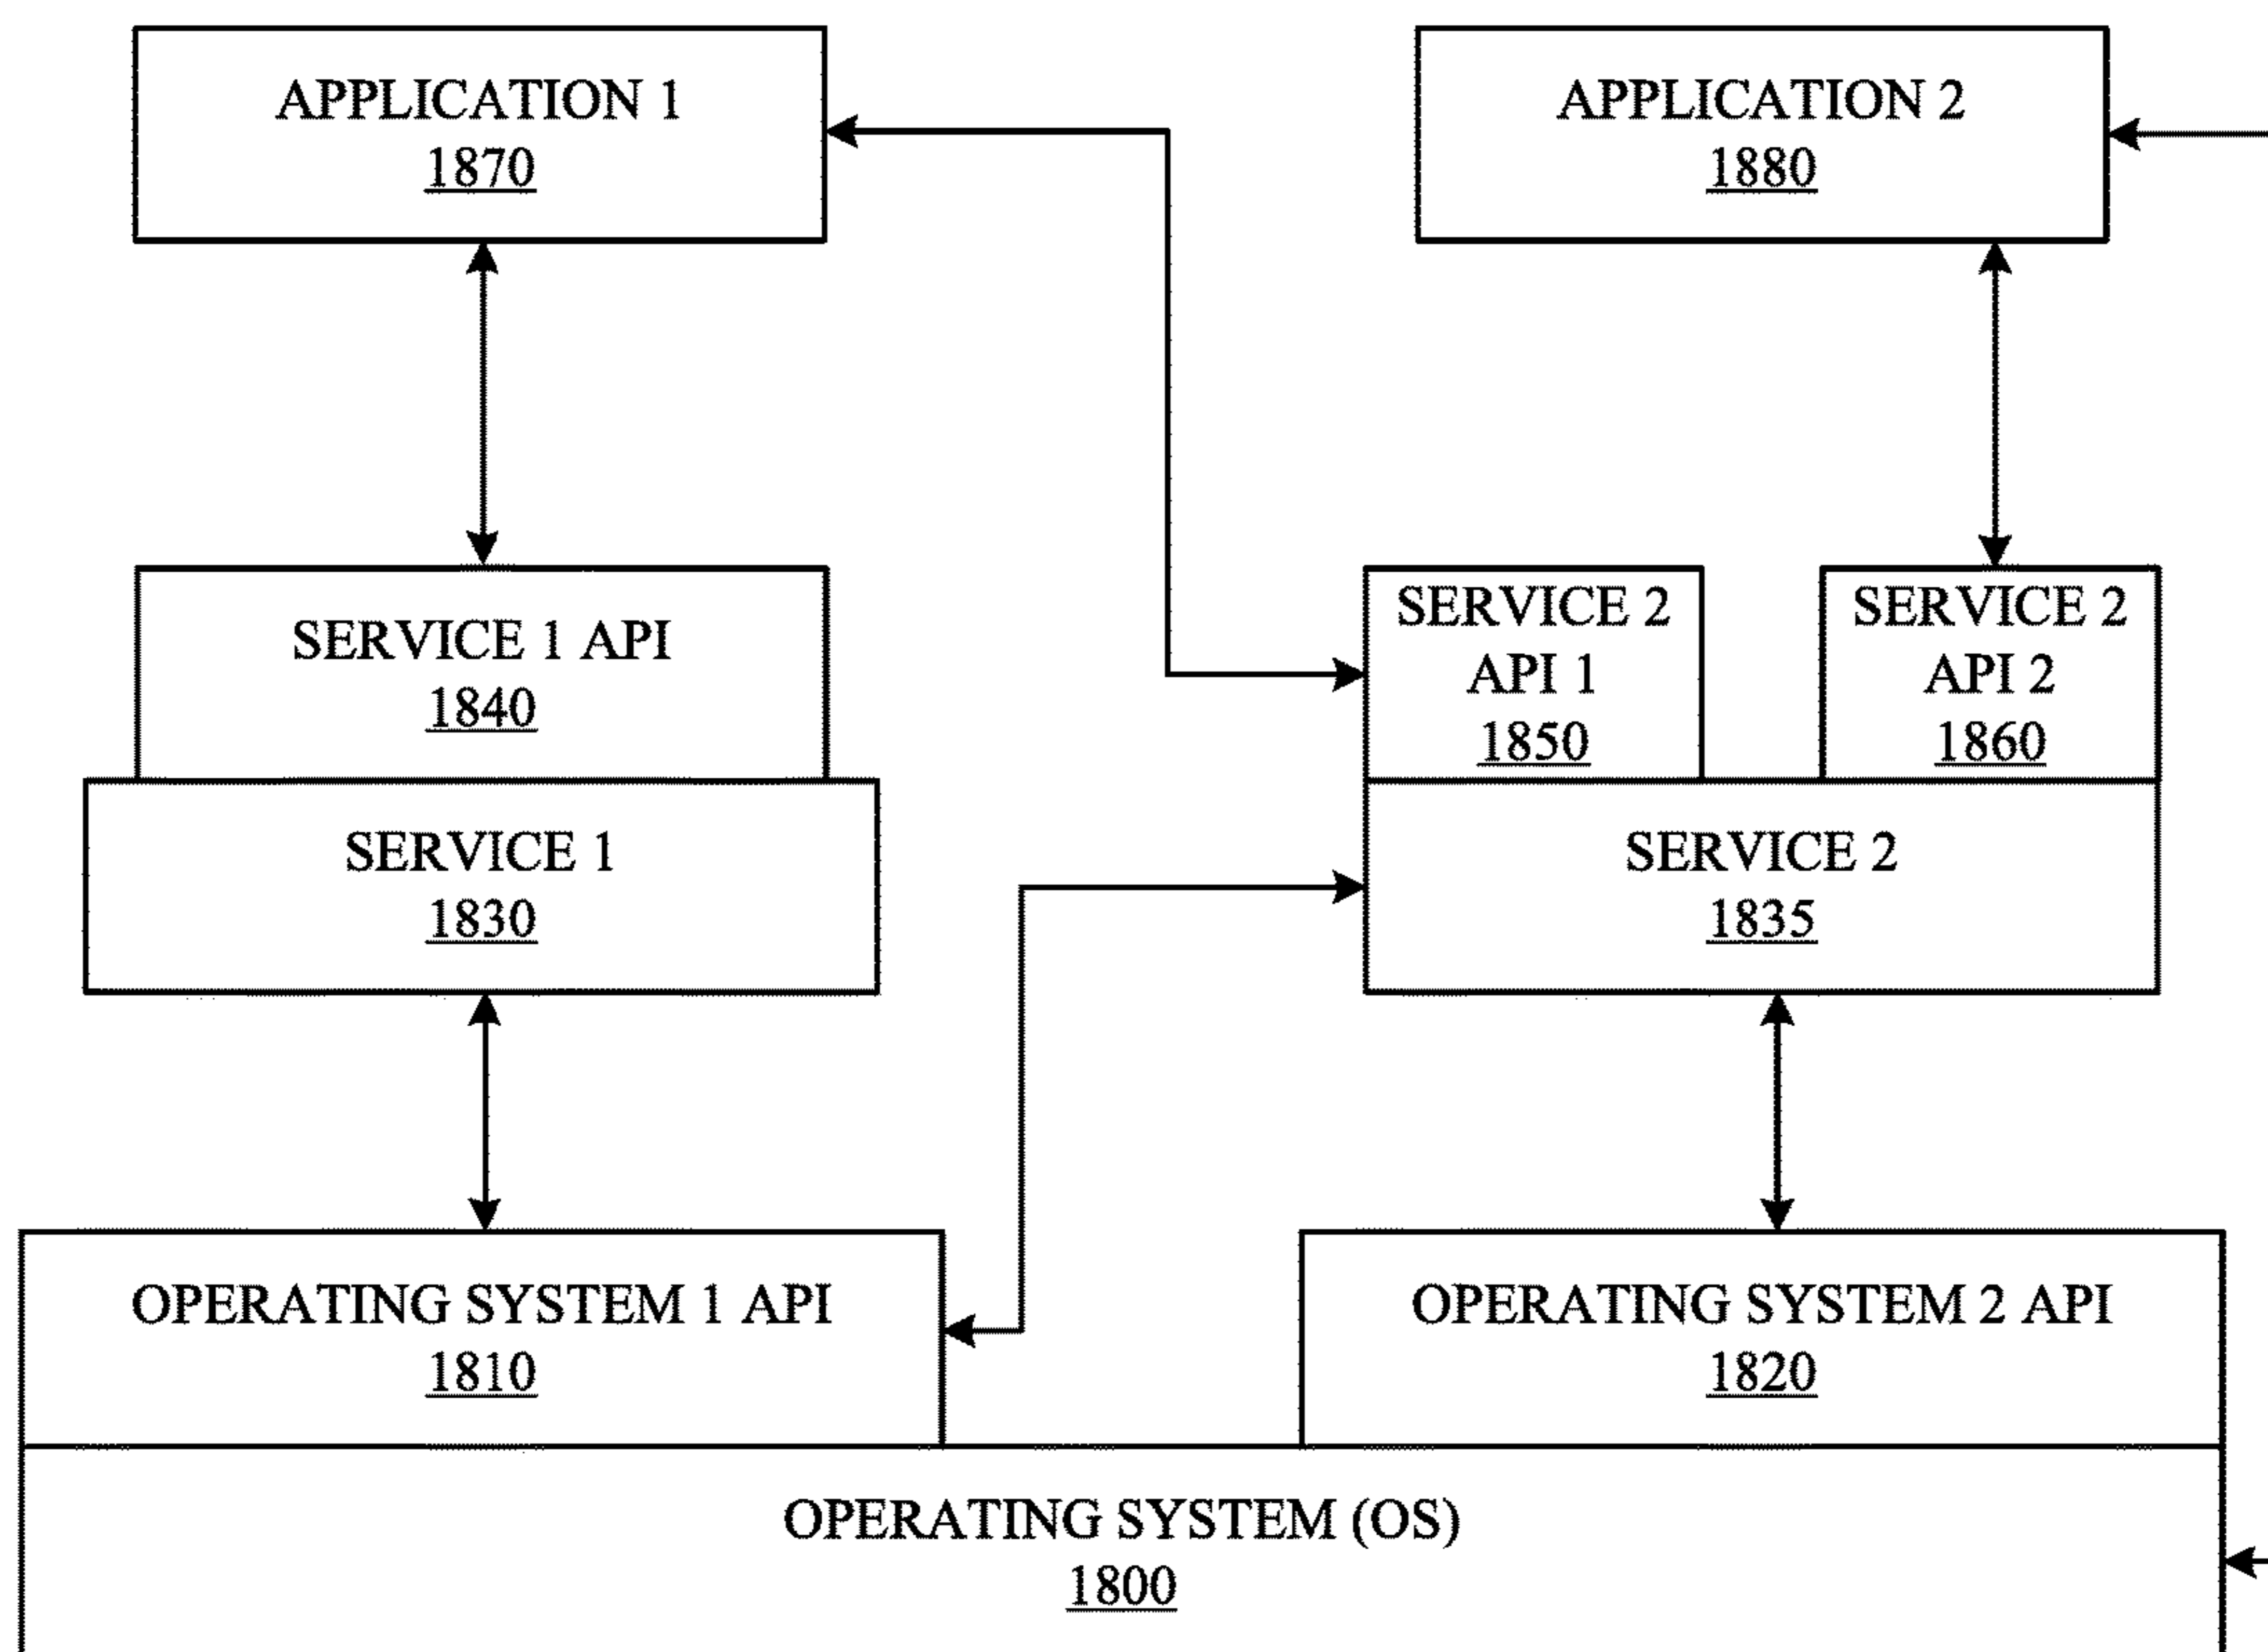 APPLICATION 1
1870
APPLICATION 2
1880
SERVICE 1 API
1840
SERVICE 2
API 1
1850
SERVICE 2
API 2
1860
SERVICE 1
1830
SERVICE 2
1835
OPERATING SYSTEM 1 API
1810
OPERATING SYSTEM 2 API
1820
OPERATING SYSTEM (OS)
1800